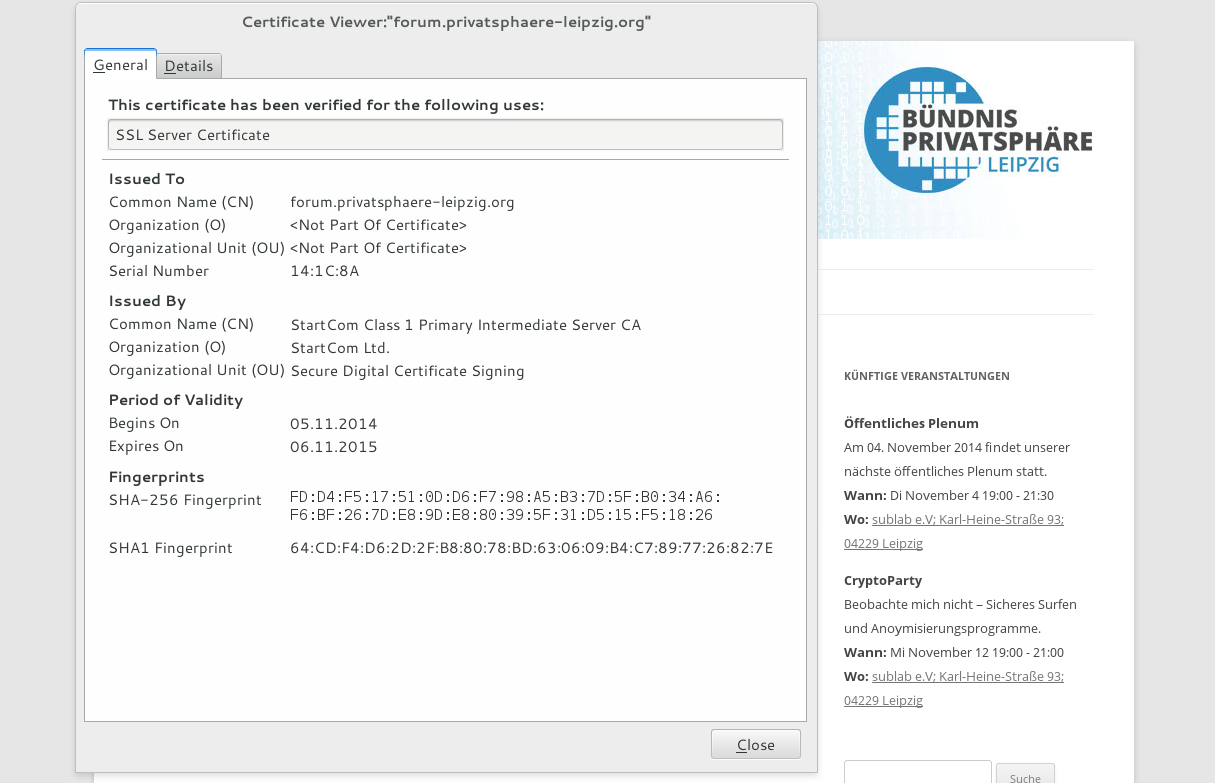 Certificate Viewer:"forum.privatsphaere-leipzig.org"
General Details
This certificate has been verified for the following uses:
SSL Server Certificate
Issued To
Common Name (CN) forum.privatsphaere-leipzig.org
Organization (O) <Not Part Of Certificate>
Organizational Unit (OU) <Not Part Of Certificate>
Serial Number 14:1C:8A
Issued By
Common Name (CN) StartCom Class 1 Primary Intermediate Server CA
Organization (O) StartCom Ltd.
Organizational Unit (OU) Secure Digital Certificate Signing
Period of Validity
Begins On 05.11.2014
Expires On 06.11.2015
Fingerprints
SHA-256 Fingerprint FD:D4:F5:17:51:0D:D6:F7:98:A5:B3:7D:5F:B0:34:A6:
F6:BF:26:7D:E8:9D:E8:80:39:5F:31:D5:15:F5:18:26
SHA1 Fingerprint 64:CD:F4:D6:2D:2F:B8:80:78:BD:63:06:09:B4:C7:89:77:26:82:7E
Close
BÜNDNIS
PRIVATSPHÄRE
LEIPZIG
KÜNFTIGE VERANSTALTUNGEN
Öffentliches Plenum
Am 04. November 2014 findet unserer
nächste öffentliches Plenum statt.
Wann: Di November 4 19:00 - 21:30
Wo: sublab e.V; Karl-Heine-Straße 93;
04229 Leipzig
CryptoParty
Beobachte mich nicht – Sicheres Surfen
und Anoymisierungsprogramme.
Wann: Mi November 12 19:00 - 21:00
Wo: sublab e.V; Karl-Heine-Straße 93;
04229 Leipzig
Suche